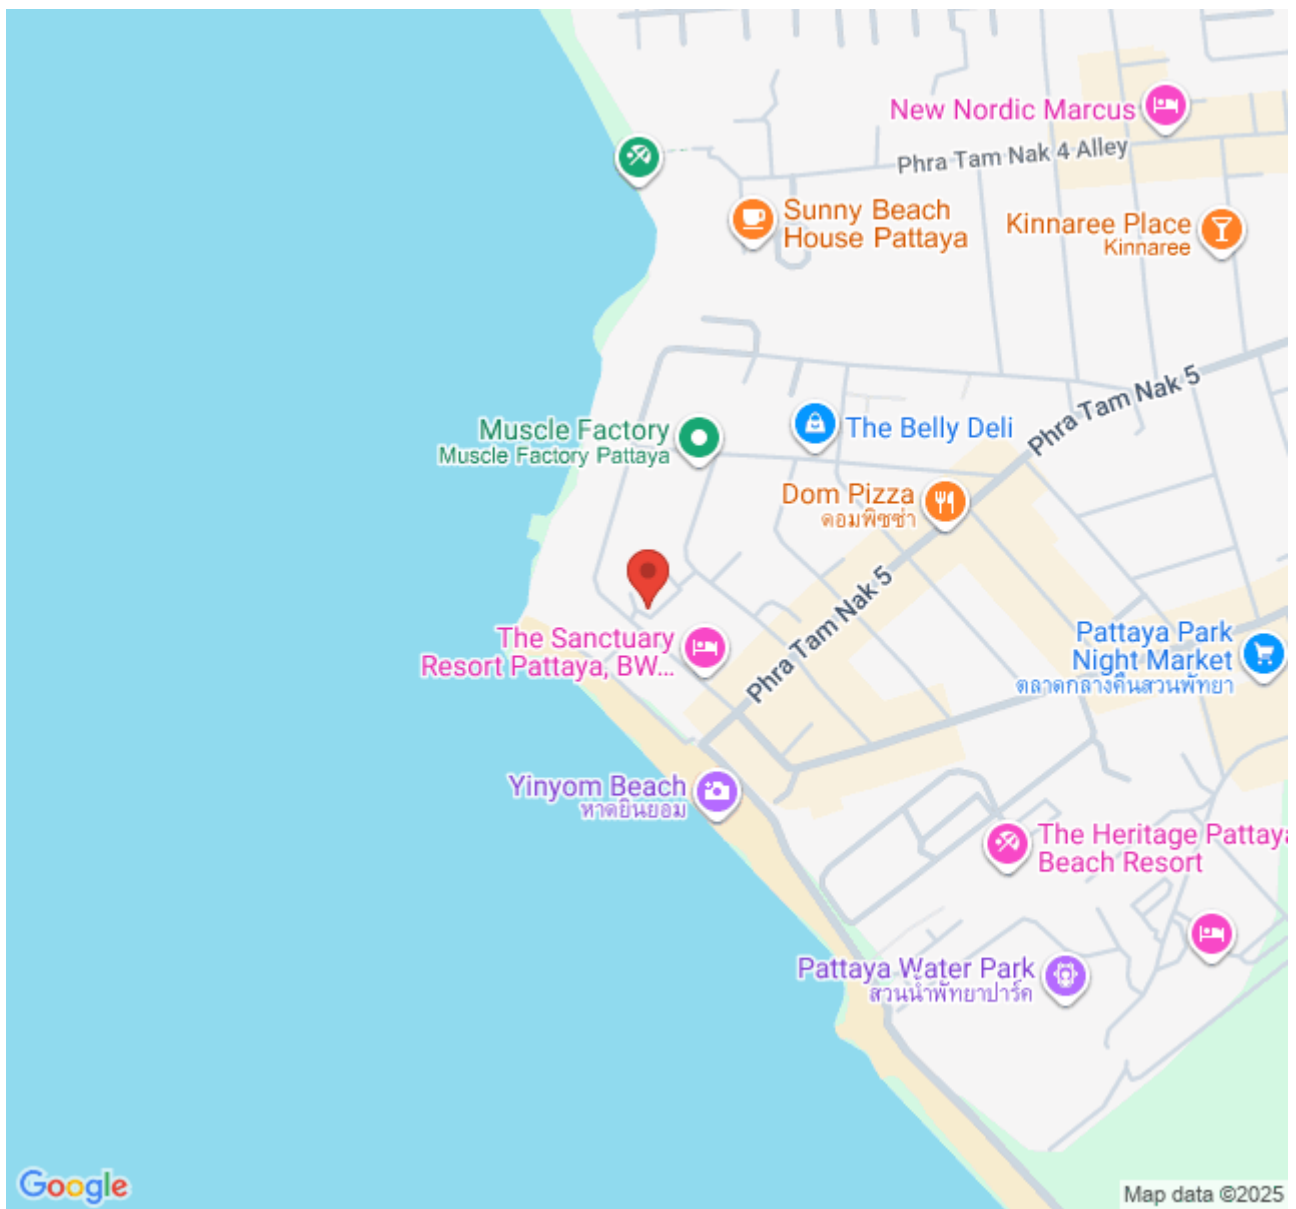 New Nordic Marcus
Phra Tam Nak 4 Alley
Sunny Beach
House Pattaya
Kinnaree Place
Kinnaree
Phra Tam Nak 5
Muscle Factory
Muscle Factory Pattaya
The Belly Deli
Dom Pizza
ดอมพิซซ่า
Phra Tam Nak 5
The Sanctuary
Resort Pattaya, BW...
Pattaya Park
Night Market
ตลาดกลางคืนสวนพัทยา
Yinyom Beach
หาดยินยอม
The Heritage Pattaya
Beach Resort
Pattaya Water Park
สวนน้ำพัทยาปาร์ค
Google
Map data ©2025